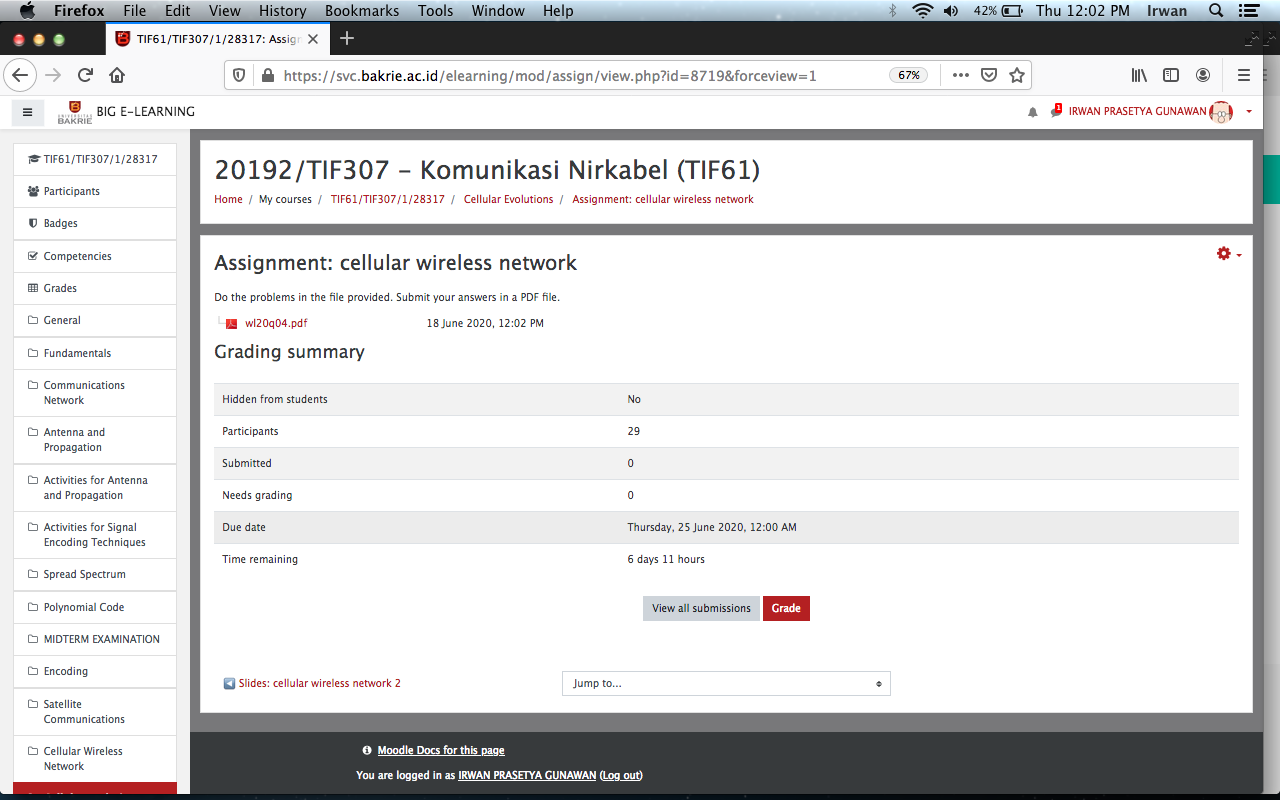 Firefox File Edit View History Bookmarks Tools Window Help 42% Thu 12:02 PM Irwan
TIF61/TIF307/1/28317: Assign
https://svc.bakrie.ac.id/elearning/mod/assign/view.php?id=8719&forceview=1 67%
UNIVERSITAS BAKRIE BIG E-LEARNING 1 IRWAN PRASETYA GUNAWAN
TIF61/TIF307/1/28317
Participants
Badges
Competencies
Grades
General
Fundamentals
Communications
Network
Antenna and
Propagation
Activities for Antenna
and Propagation
Activities for Signal
Encoding Techniques
Spread Spectrum
Polynomial Code
MIDTERM EXAMINATION
Encoding
Satellite
Communications
Cellular Wireless
Network
20192/TIF307 – Komunikasi Nirkabel (TIF61)
Home / My courses / TIF61/TIF307/1/28317 / Cellular Evolutions / Assignment: cellular wireless network
Assignment: cellular wireless network
Do the problems in the file provided. Submit your answers in a PDF file.
wl20q04.pdf 18 June 2020, 12:02 PM
Grading summary
Hidden from students No
Participants 29
Submitted 0
Needs grading 0
Due date Thursday, 25 June 2020, 12:00 AM
Time remaining 6 days 11 hours
View all submissions Grade
Slides: cellular wireless network 2 Jump to...
Moodle Docs for this page
You are logged in as IRWAN PRASETYA GUNAWAN (Log out)